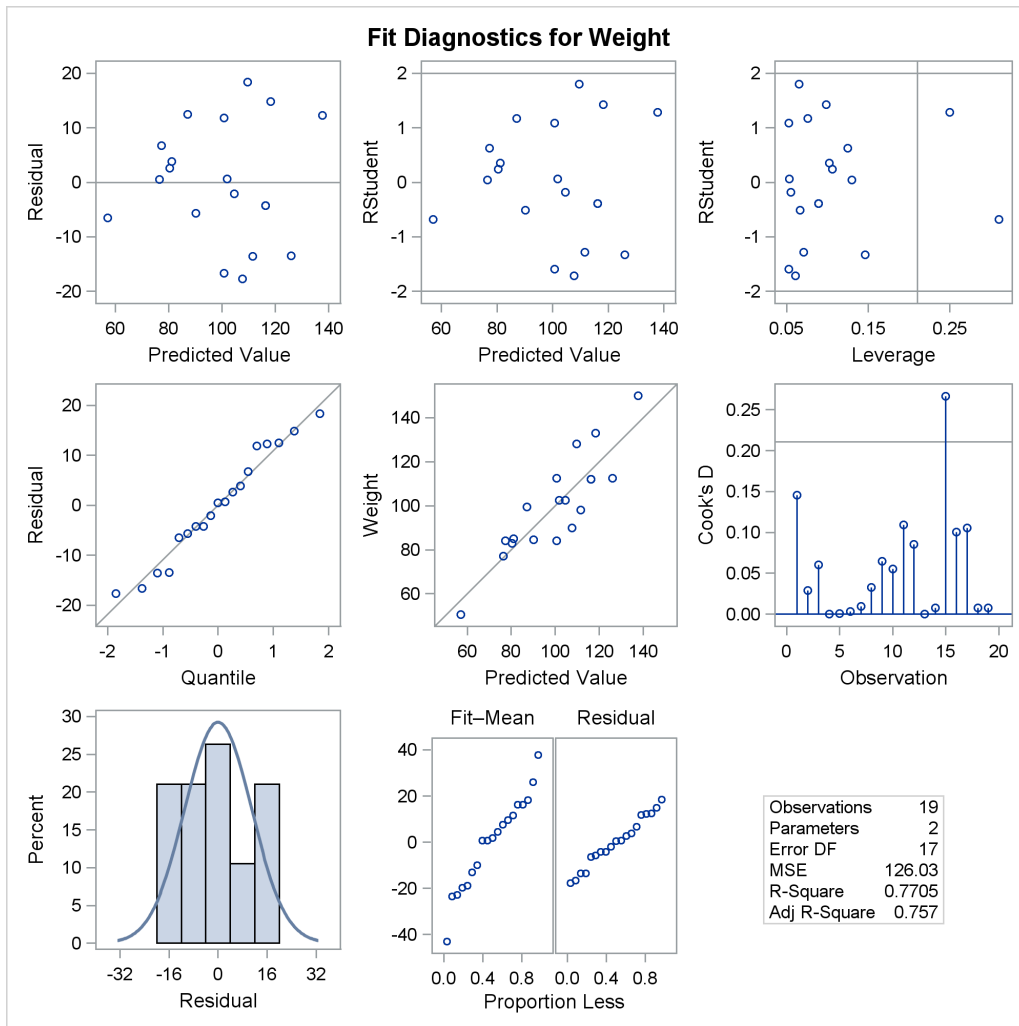 Fit Diagnostics for Weight
20
10
0
-10
-20
Residual
60 80 100 120 140
Predicted Value
2
1
0
-1
-2
RStudent
60 80 100 120 140
Predicted Value
2
1
0
-1
-2
RStudent
0.05 0.15 0.25
Leverage
20
10
0
-10
-20
Residual
-2 -1 0 1 2
Quantile
140
120
100
80
60
Weight
60 80 100 120 140
Predicted Value
0.25
0.20
0.15
0.10
0.05
0.00
Cook's D
0 5 10 15 20
Observation
30
25
20
15
10
5
0
Percent
-32 -16 0 16 32
Residual
Fit–Mean Residual
40
20
0
-20
-40
0.0 0.4 0.8 0.0 0.4 0.8
Proportion Less
Observations 19
Parameters 2
Error DF 17
MSE 126.03
R-Square 0.7705
Adj R-Square 0.757